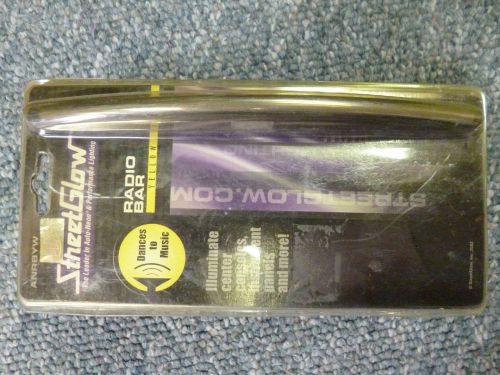 ANRBYW
StreetGlow
The Leader in Auto-Neon & Performance Lighting
RADIO
BAR
YELLOW
Dances
to
Music
STREETGLOW.COM
Illuminate
center
consoles,
and more!